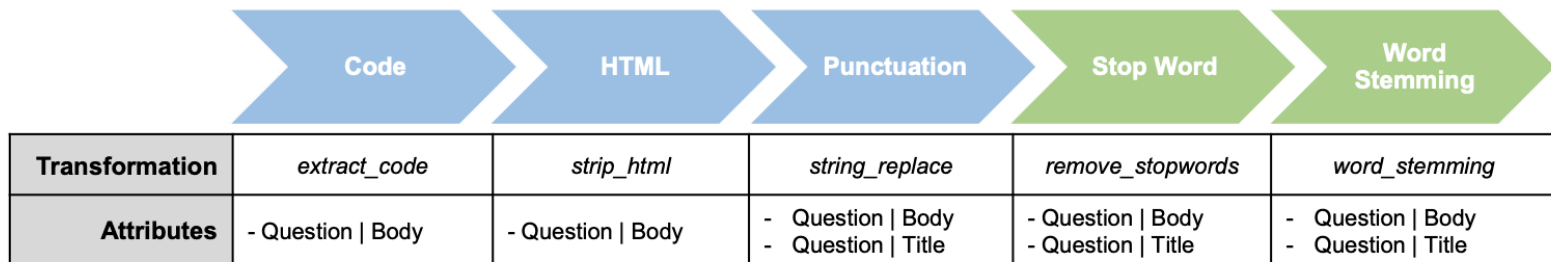 Code
HTML
Punctuation
Stop Word
Word
Stemming
Transformation
extract_code
strip_html
string_replace
remove_stopwords
word_stemming
Attributes
- Question | Body
- Question | Body
- Question | Body
- Question | Title
- Question | Body
- Question | Title
- Question | Body
- Question | Title